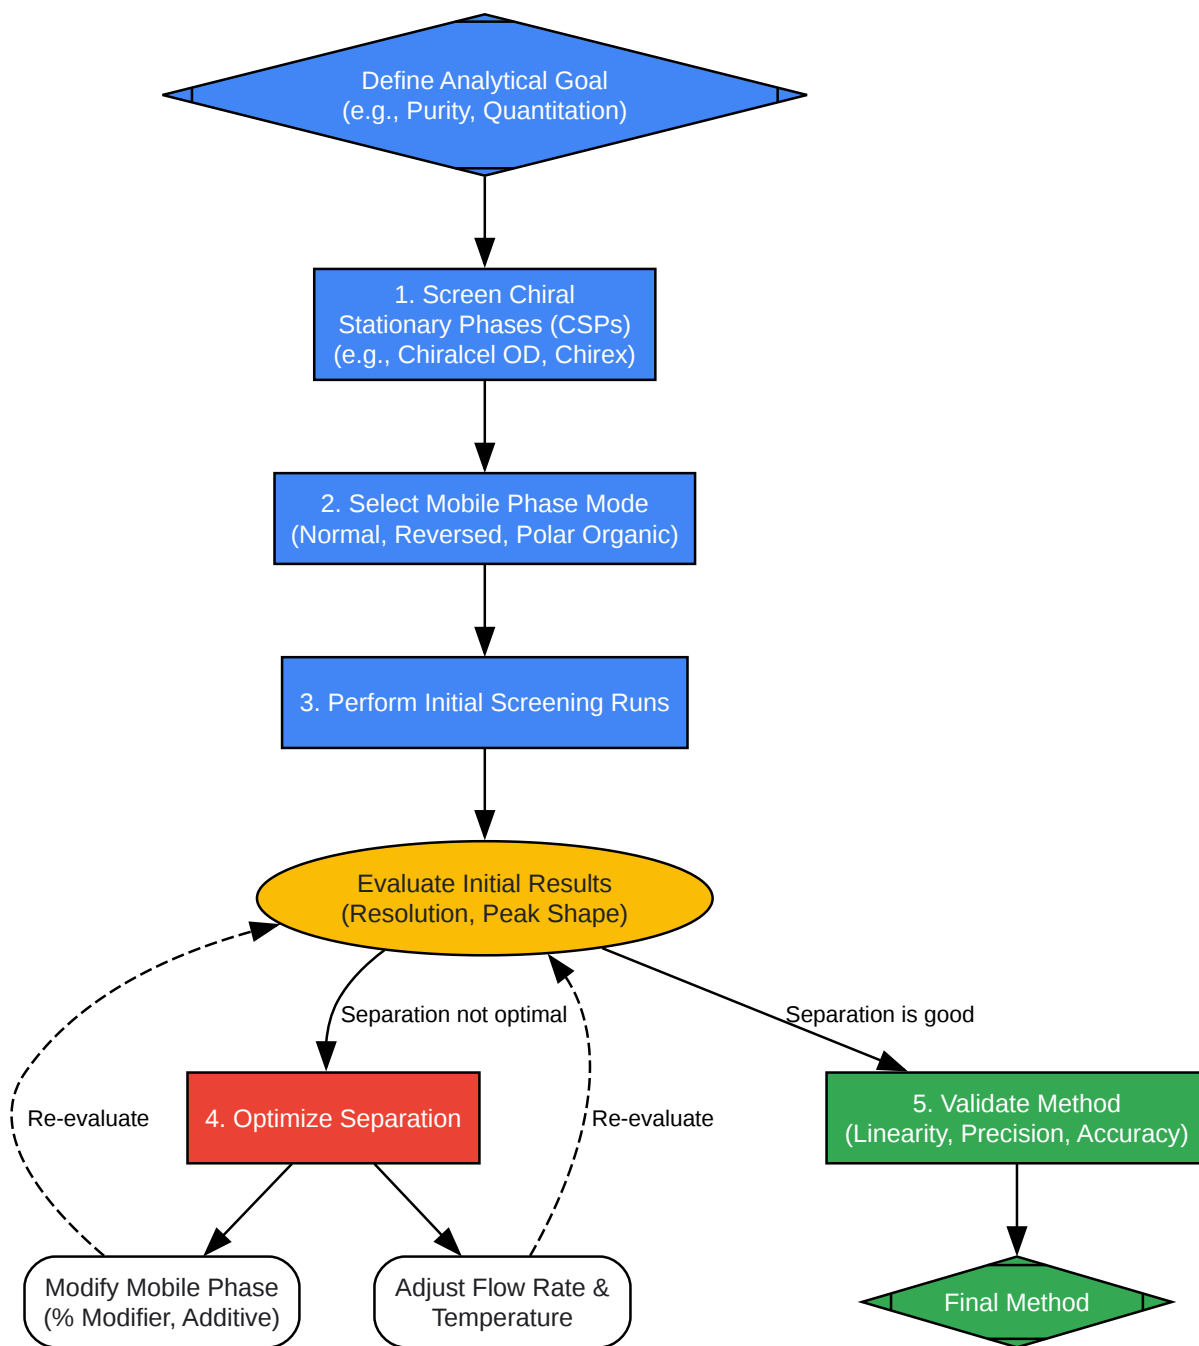 Define Analytical Goal
(e.g., Purity, Quantitation)
1. Screen Chiral
Stationary Phases (CSPs)
(e.g., Chiralcel OD, Chirex)
2. Select Mobile Phase Mode
(Normal, Reversed, Polar Organic)
3. Perform Initial Screening Runs
Evaluate Initial Results
(Resolution, Peak Shape)
Separation not optimal
Separation is good
Re-evaluate
4. Optimize Separation
Re-evaluate
5. Validate Method
(Linearity, Precision, Accuracy)
Modify Mobile Phase
(% Modifier, Additive)
Adjust Flow Rate &
Temperature
Final Method